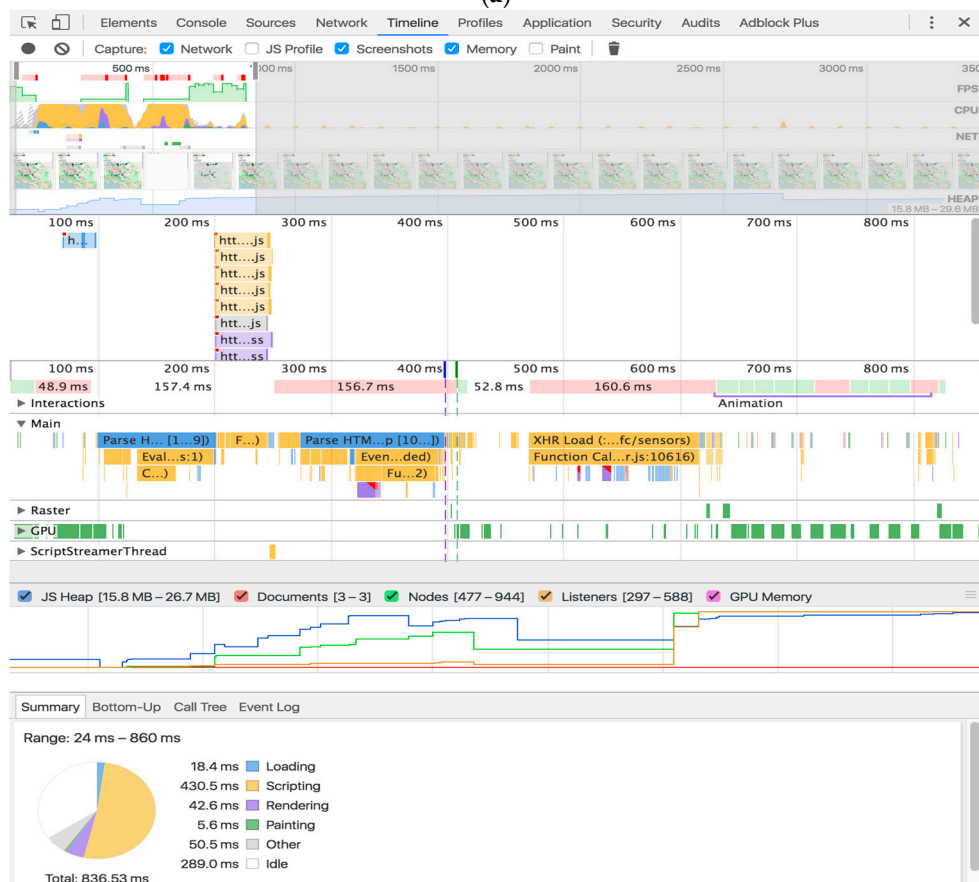 (a)
Elements Console Sources Network Timeline Profiles Application Security Audits Adblock Plus
Capture: Network JS Profile Screenshots Memory Paint
500 ms 1000 ms 1500 ms 2000 ms 2500 ms 3000 ms 350
FPS
CPU
NET
HEAP
15.8 MB – 29.6 MB
100 ms 200 ms 300 ms 400 ms 500 ms 600 ms 700 ms 800 ms
h... htt....js
htt....js
htt....js
htt....js
htt....js
htt...js
htt...ss
htt...ss
100 ms 200 ms 300 ms 400 ms 500 ms 600 ms 700 ms 800 ms
48.9 ms 157.4 ms 156.7 ms 52.8 ms 160.6 ms
Interactions Animation
Main
Parse H... [1...9]) F...) Parse HTM...p [10...]) XHR Load (:...fc/sensors)
Eval...s:1) Even...ded) Function Cal...r.js:10616)
C...) Fu...2)
Raster
GPU
ScriptStreamerThread
JS Heap [15.8 MB – 26.7 MB] Documents [3 – 3] Nodes [477 – 944] Listeners [297 – 588] GPU Memory
Summary Bottom-Up Call Tree Event Log
Range: 24 ms – 860 ms
18.4 ms Loading
430.5 ms Scripting
42.6 ms Rendering
5.6 ms Painting
50.5 ms Other
289.0 ms Idle
Total: 836.53 ms